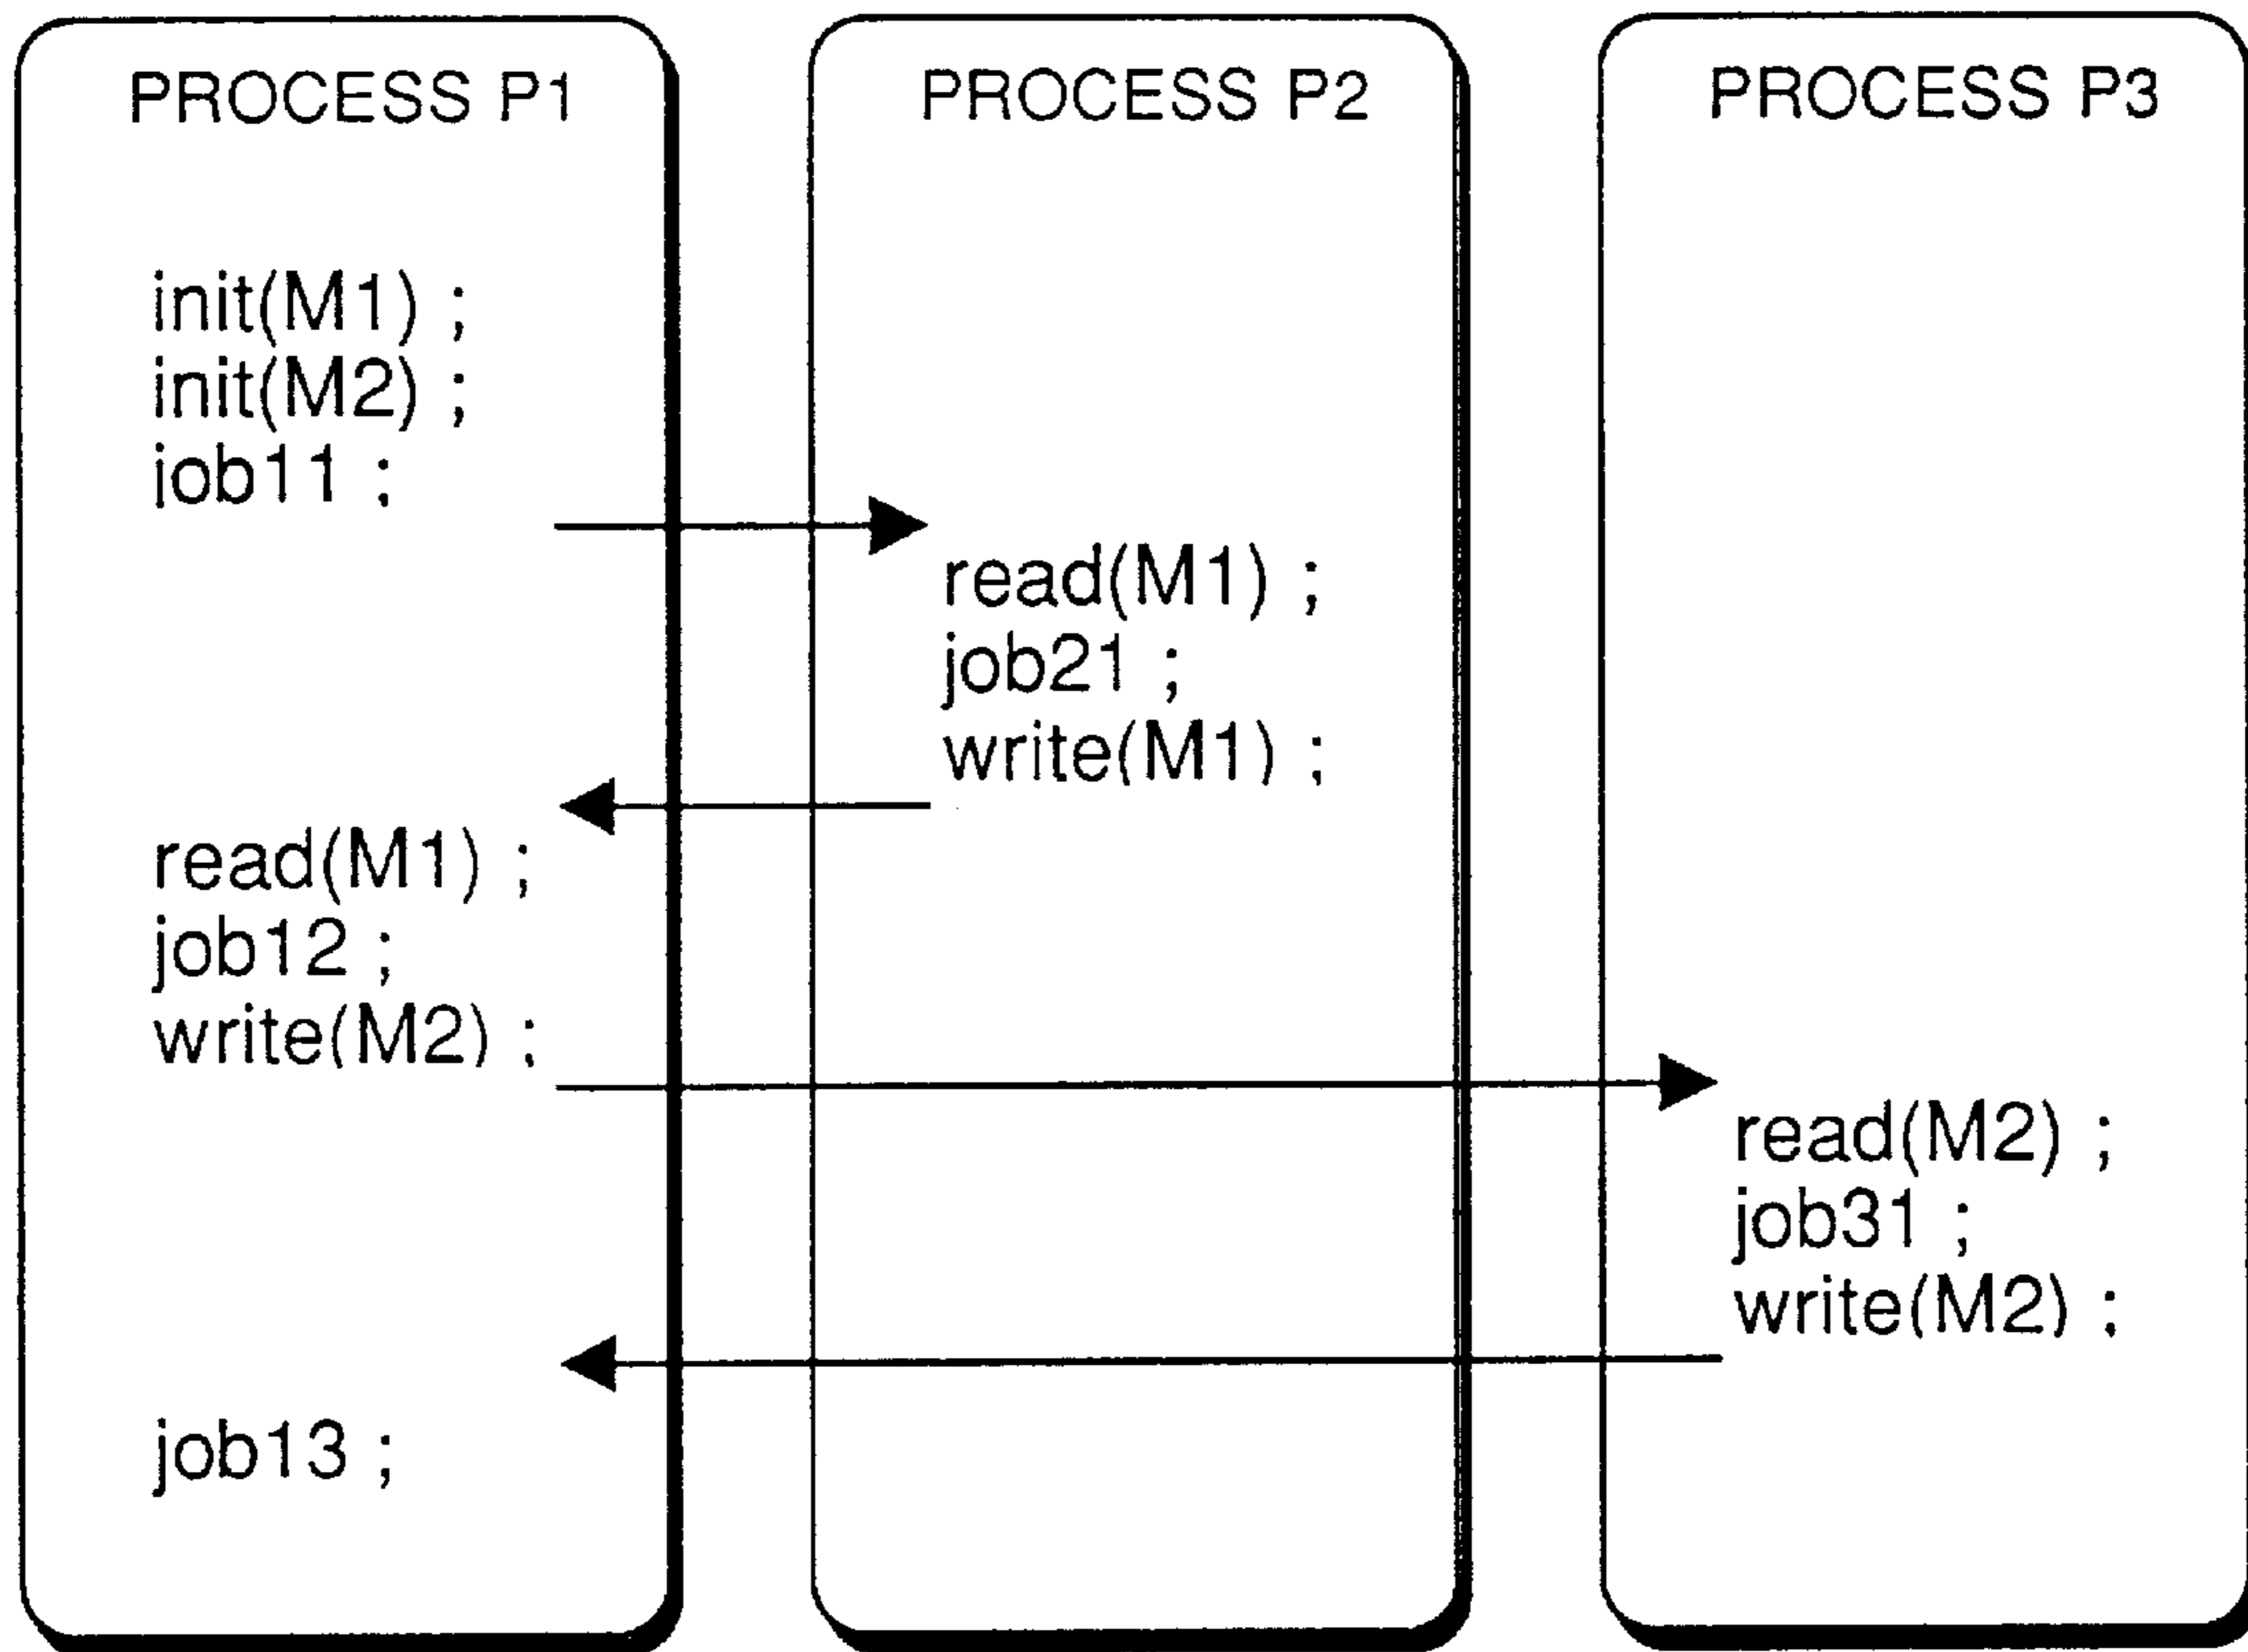 PROCESS P1
init(M1) ;
init(M2) ;
job11 ;
read(M1) ;
job12 ;
write(M2) ;
job13 ;
PROCESS P2
read(M1) ;
job21 ;
write(M1) ;
PROCESS P3
read(M2) ;
job31 ;
write(M2) ;